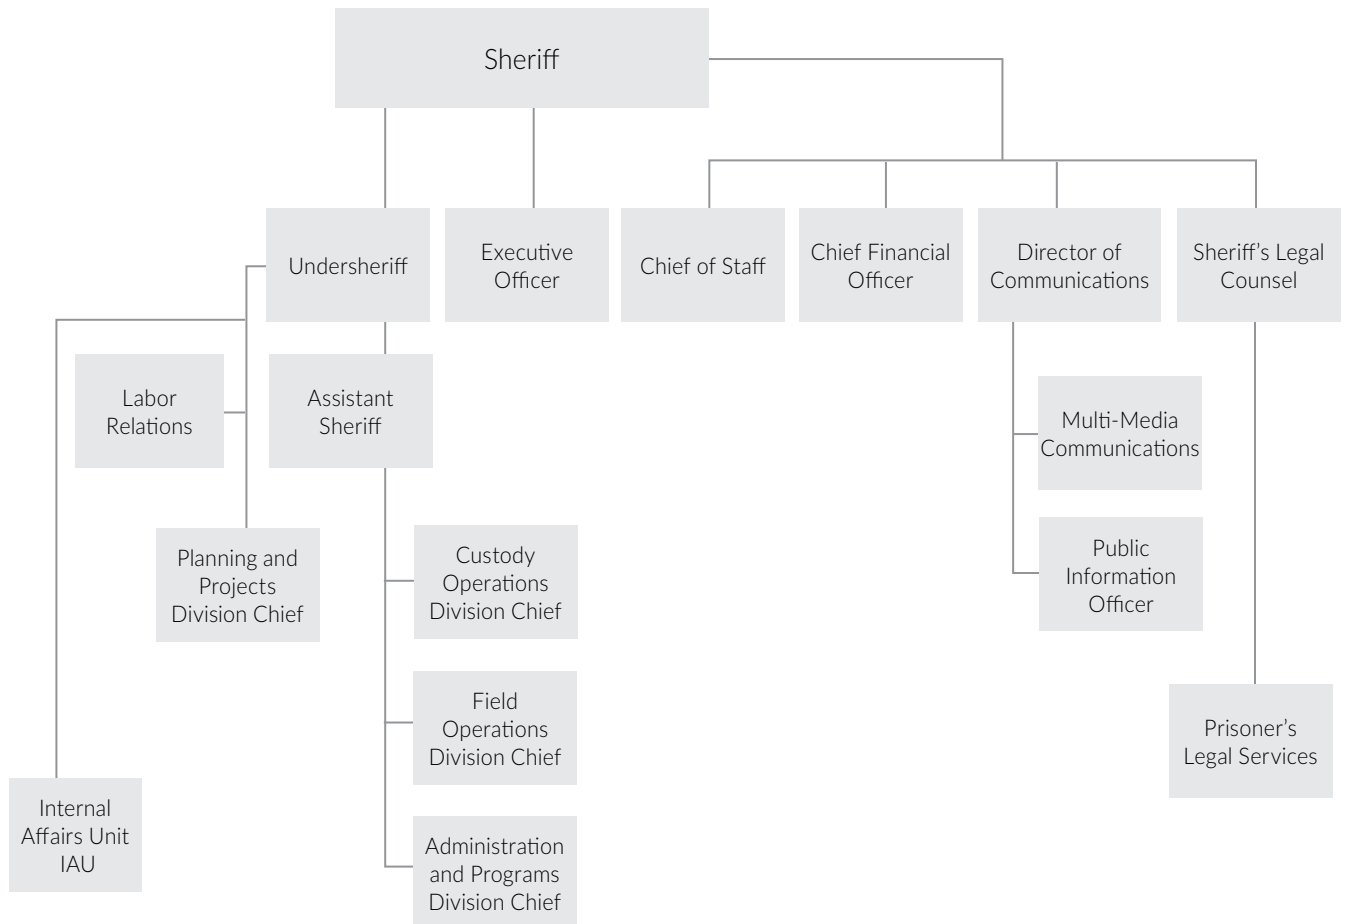 Sheriff
Undersheriff
Executive
Officer
Chief of Staff
Chief Financial
Officer
Director of
Communications
Sheriff’s Legal
Counsel
Labor
Relations
Assistant
Sheriff
Multi-Media
Communications
Planning and
Projects
Division Chief
Custody
Operations
Division Chief
Public
Information
Officer
Field
Operations
Division Chief
Prisoner’s
Legal Services
Internal
Affairs Unit
IAU
Administration
and Programs
Division Chief